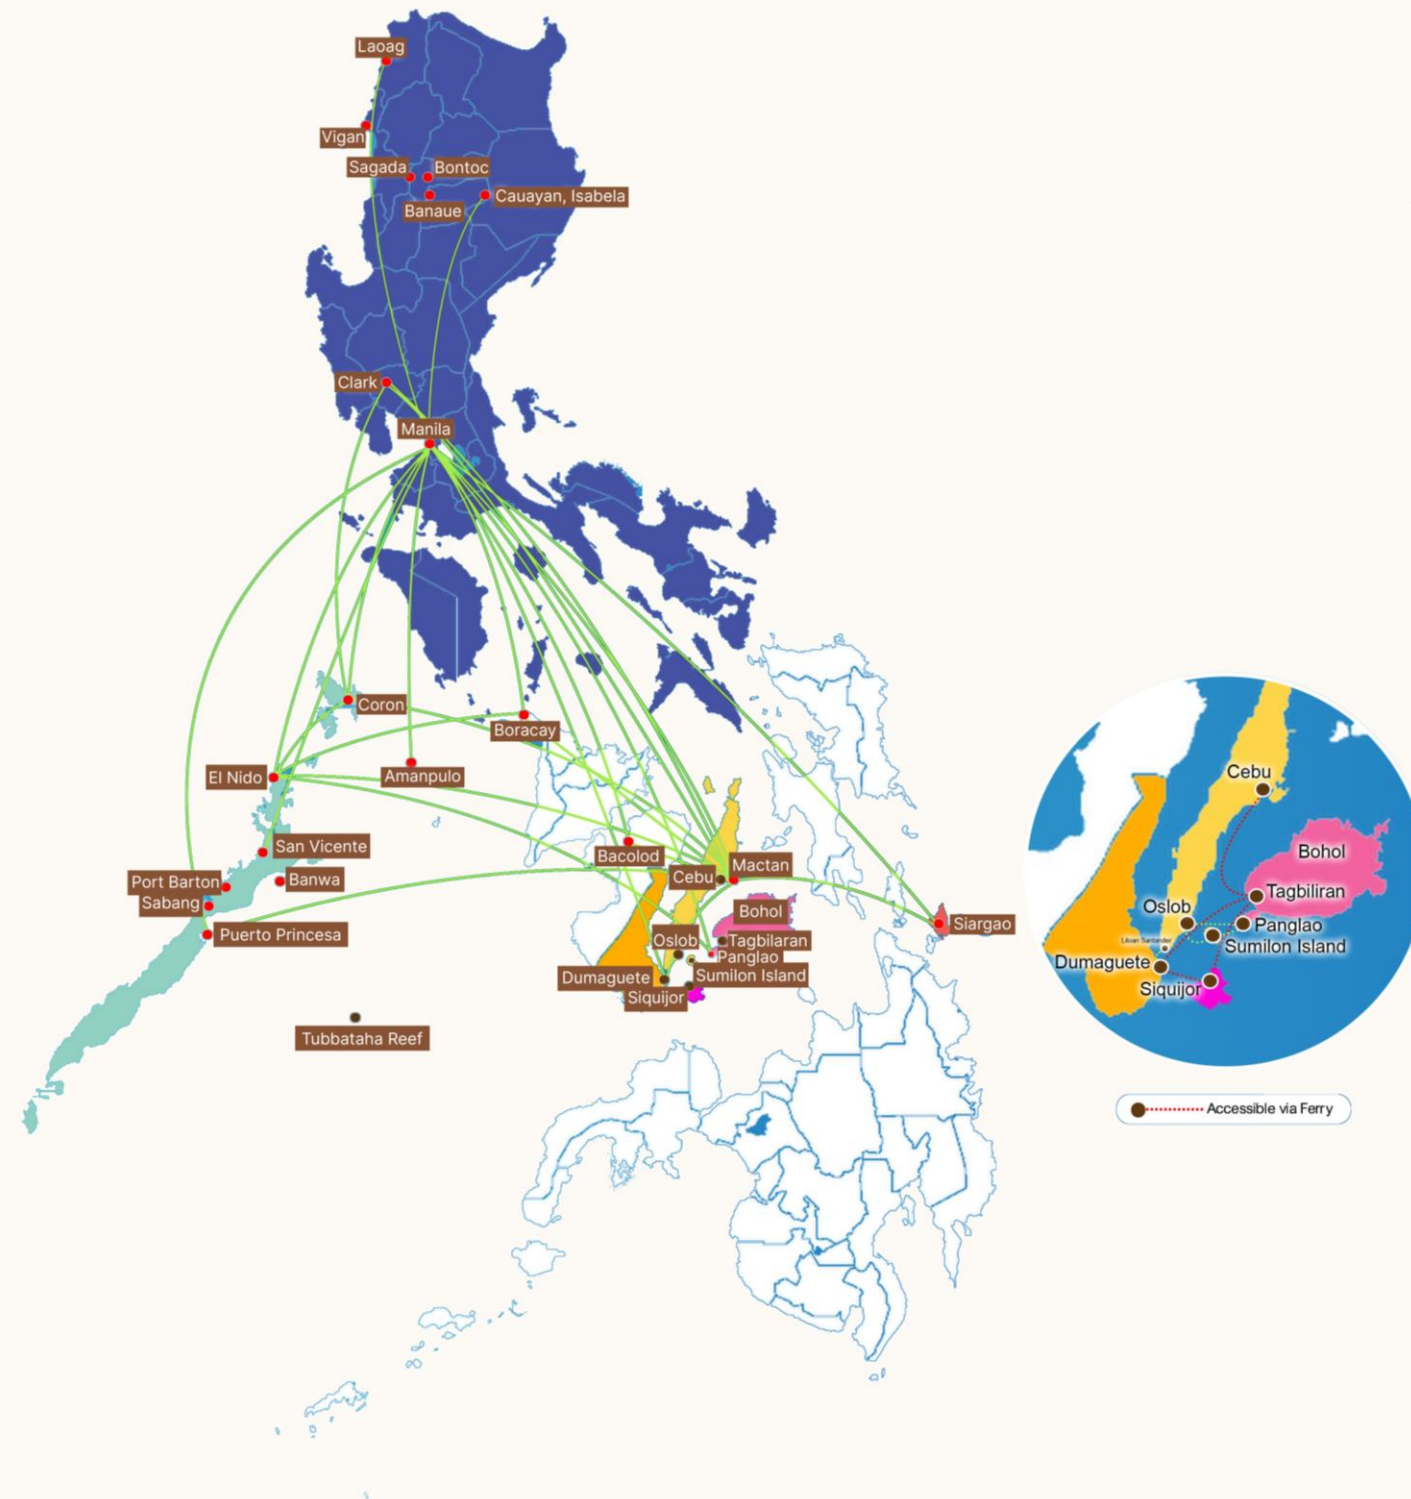 Laoag
Vigan
Sagada
Bontoc
Banaue
Cauayan, Isabela
Clark
Manila
Coron
Boracay
El Nido
Amanpulo
San Vicente
Port Barton
Banwa
Sabang
Puerto Princesa
Bacolod
Mactan
Cebu
Bohol
Siargao
Oslob
Tagbilaran
Panglao
Dumaguete
Sumilon Island
Siquijor
Tubbataha Reef
Cebu
Bohol
Tagbiliran
Oslob
Panglao
Liloan Santander
Sumilon Island
Dumaguete
Siquijor
Accessible via Ferry